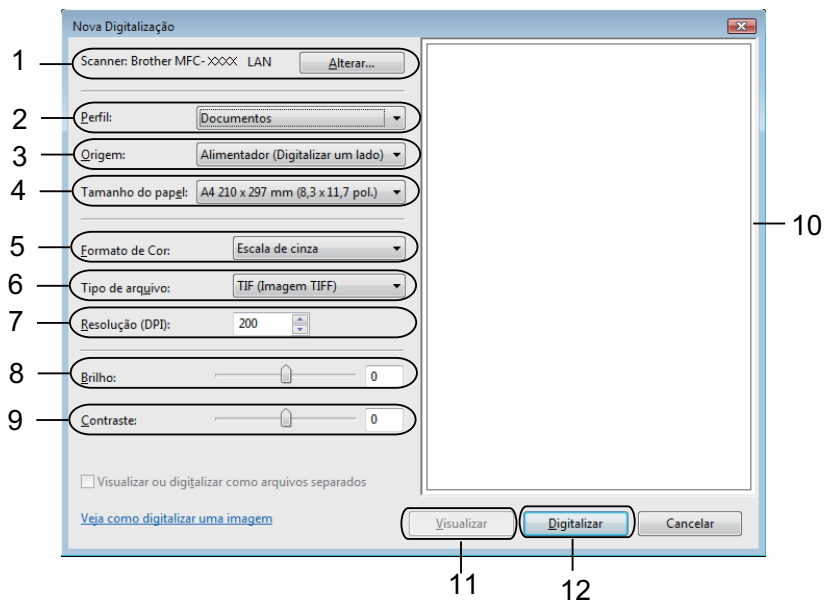 Nova Digitalização
1
Scanner: Brother MFC-XXXX LAN
Alterar...
2
Perfil:
Documentos
3
Origem:
Alimentador (Digitalizar um lado)
4
Tamanho do papel:
A4 210 x 297 mm (8,3 x 11,7 pol.)
5
Formato de Cor:
Escala de cinza
6
Tipo de arquivo:
TIF (Imagem TIFF)
7
Resolução (DPI):
200
8
Brilho:
0
9
Contraste:
0
10
Visualizar ou digitalizar como arquivos separados
Veja como digitalizar uma imagem
Visualizar
Digitalizar
Cancelar
11
12